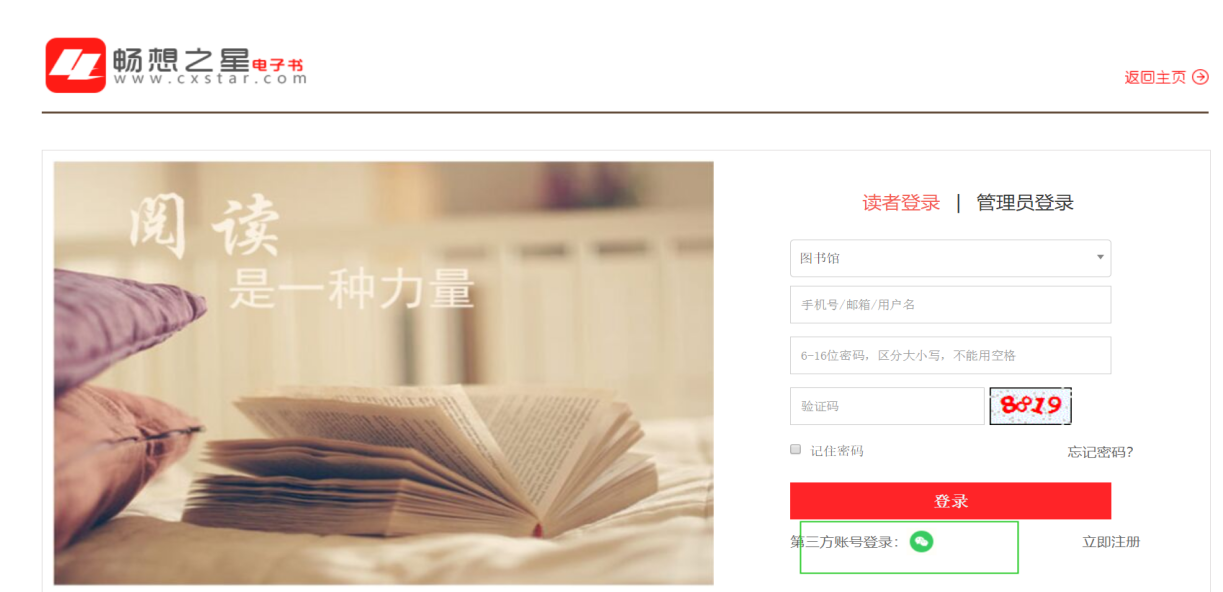 畅想之星电子书
www.cxstar.com
返回主页
阅读
是一种力量
读者登录 | 管理员登录
图书馆
手机号/邮箱/用户名
6-16位密码，区分大小写，不能用空格
验证码 8819
记住密码 忘记密码?
登录
第三方账号登录： 立即注册